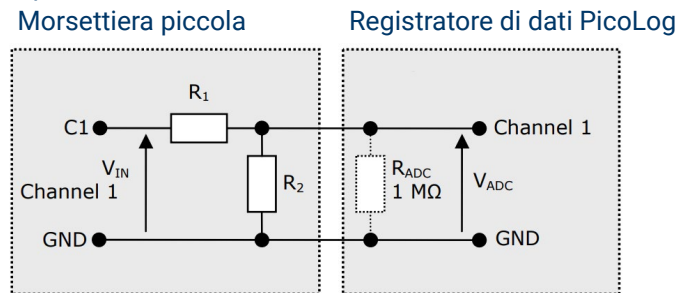 Morsettiera piccola
Registratore di dati PicoLog
R1
C1
Channel 1
VIN
Channel 1
R2
RADC
1 MΩ
VADC
GND
GND